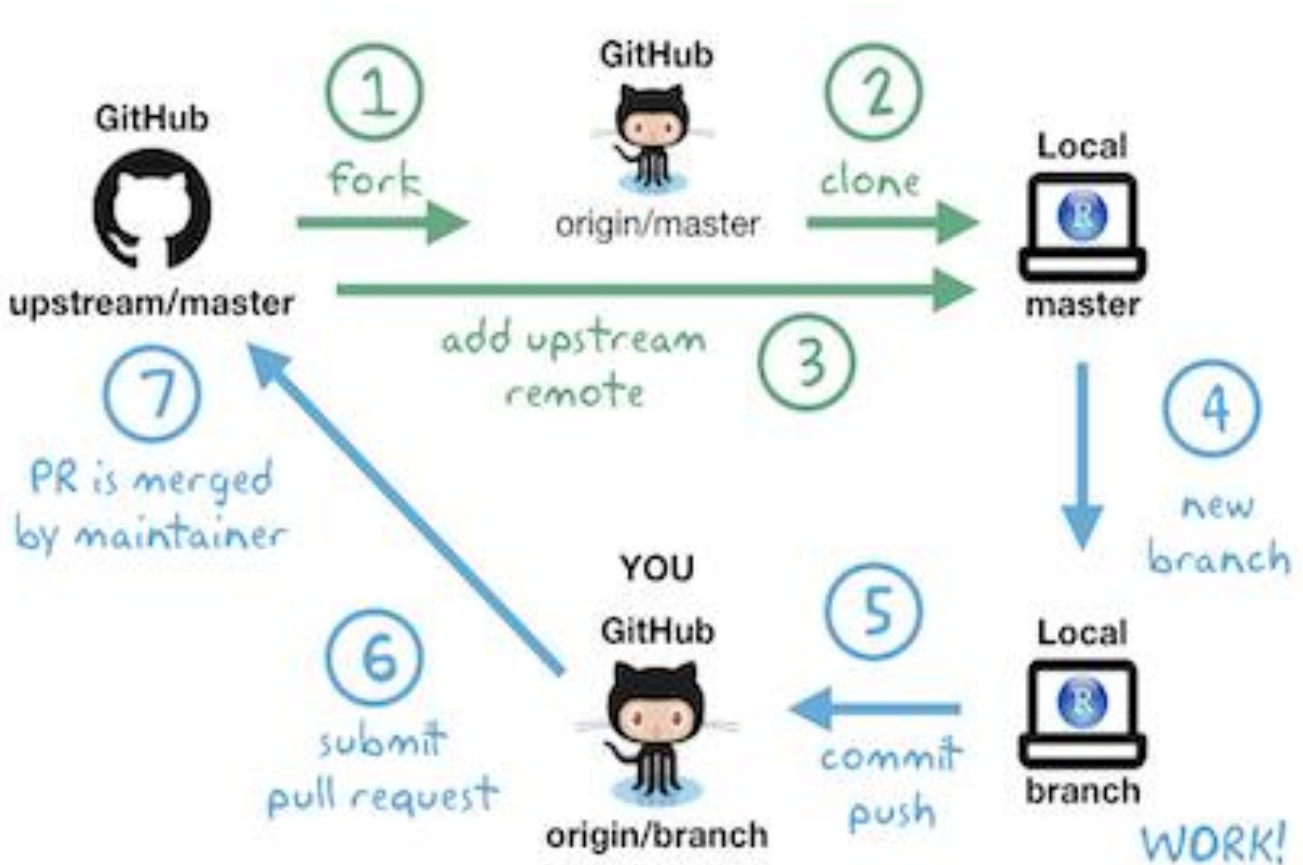 GitHub
1
fork
GitHub
origin/master
2
clone
Local
R
master
upstream/master
add upstream
remote
3
4
new
branch
7
PR is merged
by maintainer
YOU
GitHub
origin/branch
6
submit
pull request
5
commit
push
Local
R
branch
WORK!